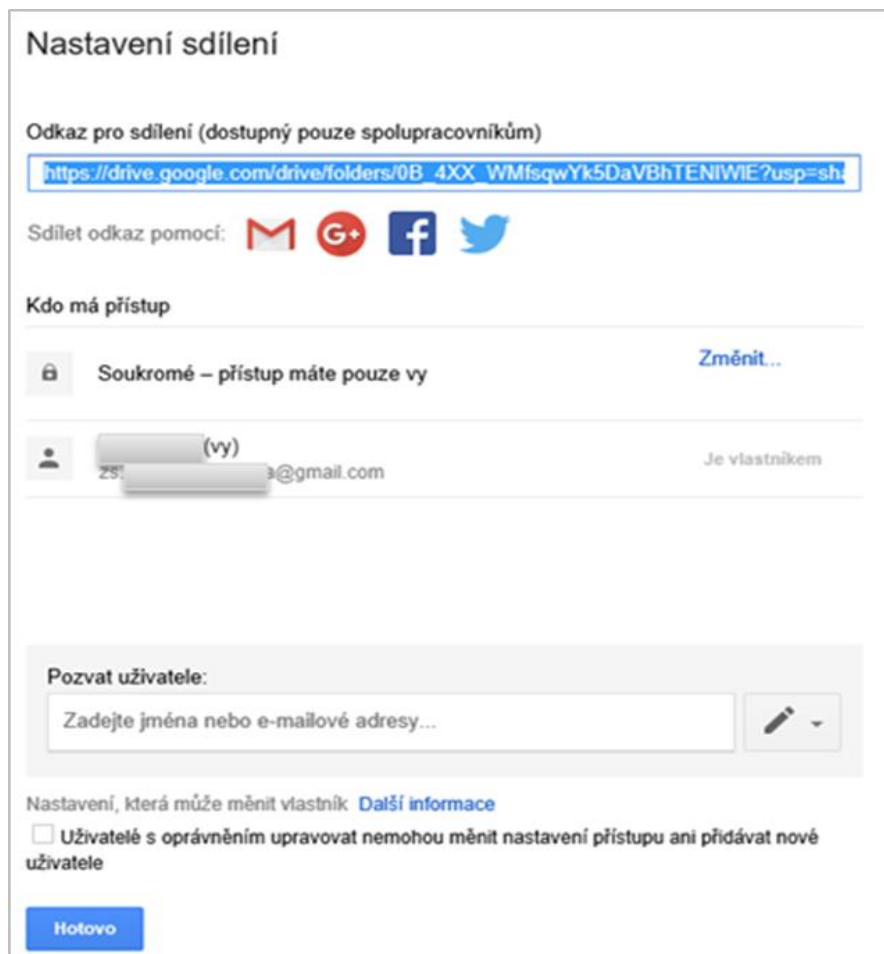 Nastavení sdílení
Odkaz pro sdílení (dostupný pouze spolupracovníkům)
https://drive.google.com/drive/folders/0B_4XX_WMfsqwYk5DaVBhTENIWlE?usp=sha
Sdílet odkaz pomocí: G+ f
Kdo má přístup
Soukromé – přístup máte pouze vy Změnit...
(vy)
zs @gmail.com Je vlastníkem
Pozvat uživatele:
Zadejte jména nebo e-mailové adresy...
Nastavení, která může měnit vlastník Další informace
Uživatelé s oprávněním upravovat nemohou měnit nastavení přístupu ani přidávat nové
uživatele
Hotovo